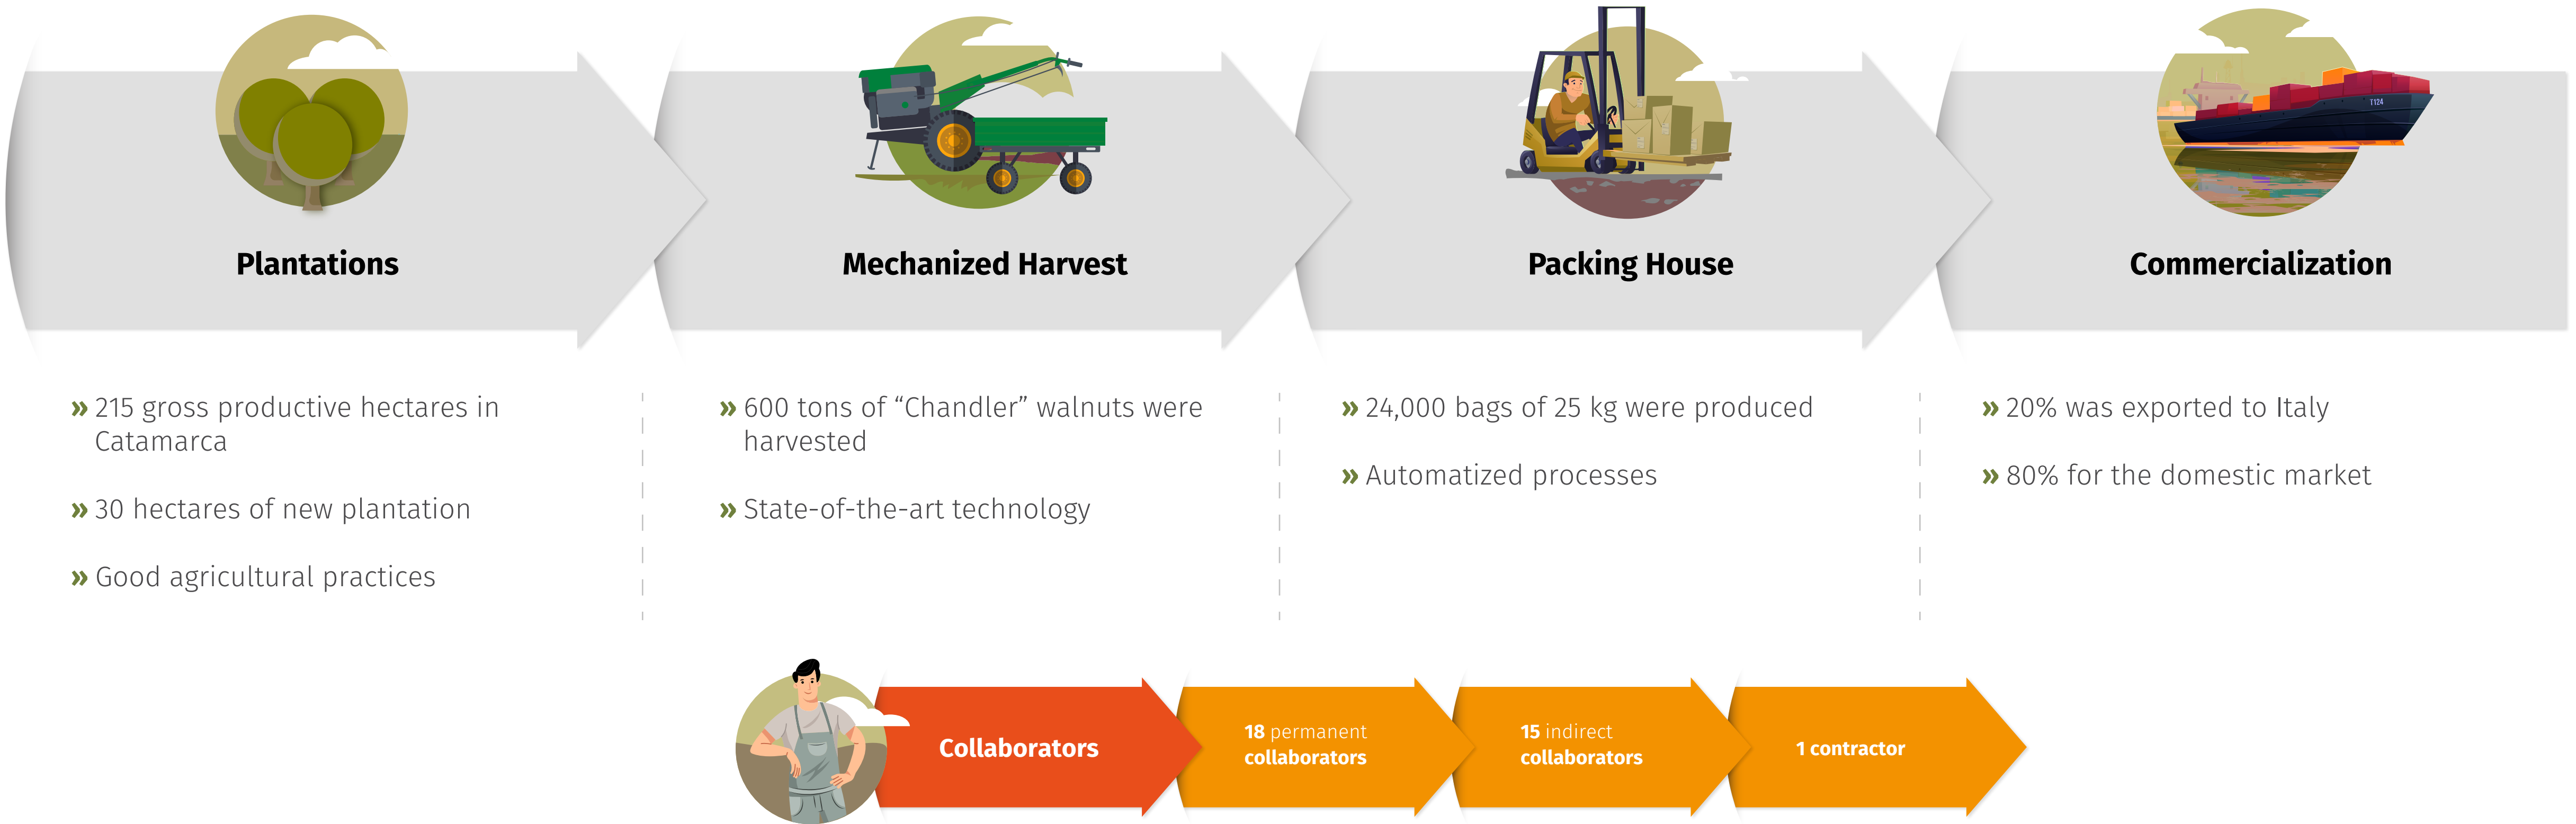 Plantations
» 215 gross productive hectares in
Catamarca
» 30 hectares of new plantation
» Good agricultural practices
Mechanized Harvest
» 600 tons of “Chandler” walnuts were
harvested
» State-of-the-art technology
Packing House
» 24,000 bags of 25 kg were produced
» Automatized processes
T124
Commercialization
» 20% was exported to Italy
» 80% for the domestic market
Collaborators
18 permanent
collaborators
15 indirect
collaborators
1 contractor